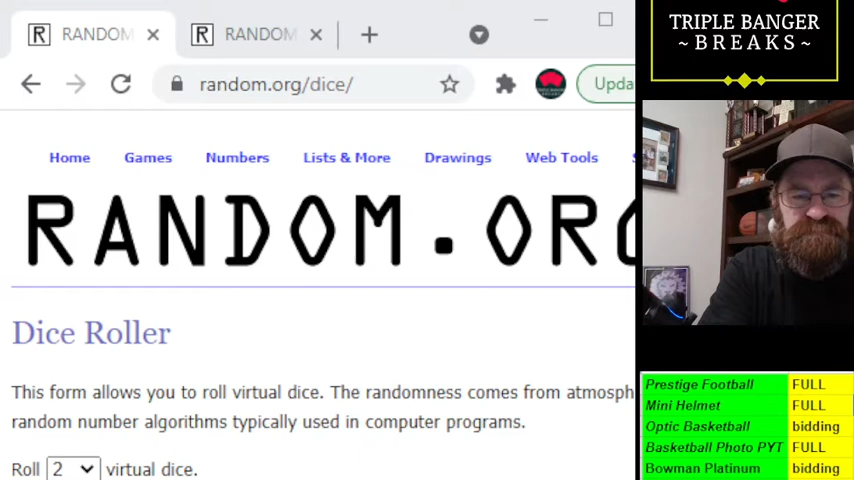 RANDOM
RANDOM
random.org/dice/
Upda
TRIPLE BANGER
~ BREAKS ~
Home Games Numbers Lists & More Drawings Web Tools
RANDOM.ORG
Dice Roller
This form allows you to roll virtual dice. The randomness comes from atmosph
random number algorithms typically used in computer programs.
Roll 2 virtual dice.
Prestige Football FULL
Mini Helmet FULL
Optic Basketball bidding
Basketball Photo PYT FULL
Bowman Platinum bidding